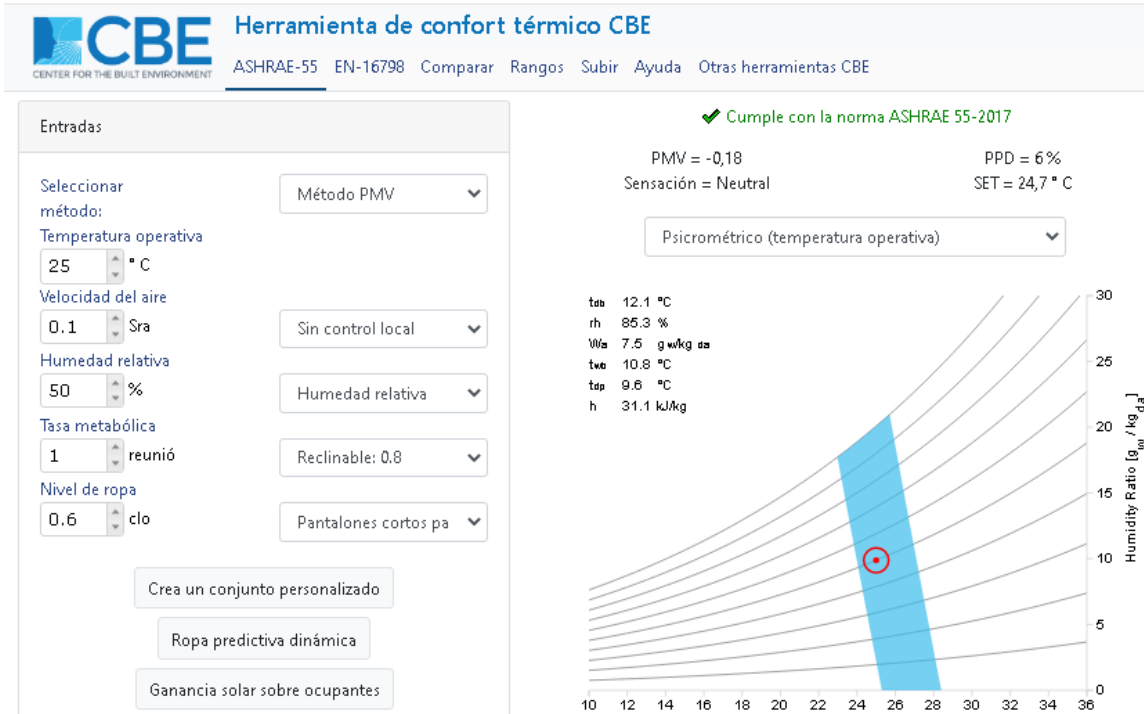 CBE
CENTER FOR THE BUILT ENVIRONMENT
Herramienta de confort térmico CBE
ASHRAE-55 EN-16798 Comparar Rangos Subir Ayuda Otras herramientas CBE
Entradas
Seleccionar
método:
Método PMV
Temperatura operativa
25 ° C
Velocidad del aire
0.1 Sra
Sin control local
Humedad relativa
50 %
Humedad relativa
Tasa metabólica
1 reunió
Reclinable: 0.8
Nivel de ropa
0.6 clo
Pantalones cortos pa
Crea un conjunto personalizado
Ropa predictiva dinámica
Ganancia solar sobre ocupantes
Cumple con la norma ASHRAE 55-2017
PMV = -0,18 PPD = 6%
Sensación = Neutral SET = 24,7 ° C
Psicrométrico (temperatura operativa)
tdb 12.1 °C
rh 85.3 %
Wa 7.5 gw/kg da
twb 10.8 °C
tdp 9.6 °C
h 31.1 kJ/kg
30
25
20
15
10
5
0
Humidity Ratio [gw / kgda]
10 12 14 16 18 20 22 24 26 28 30 32 34 36